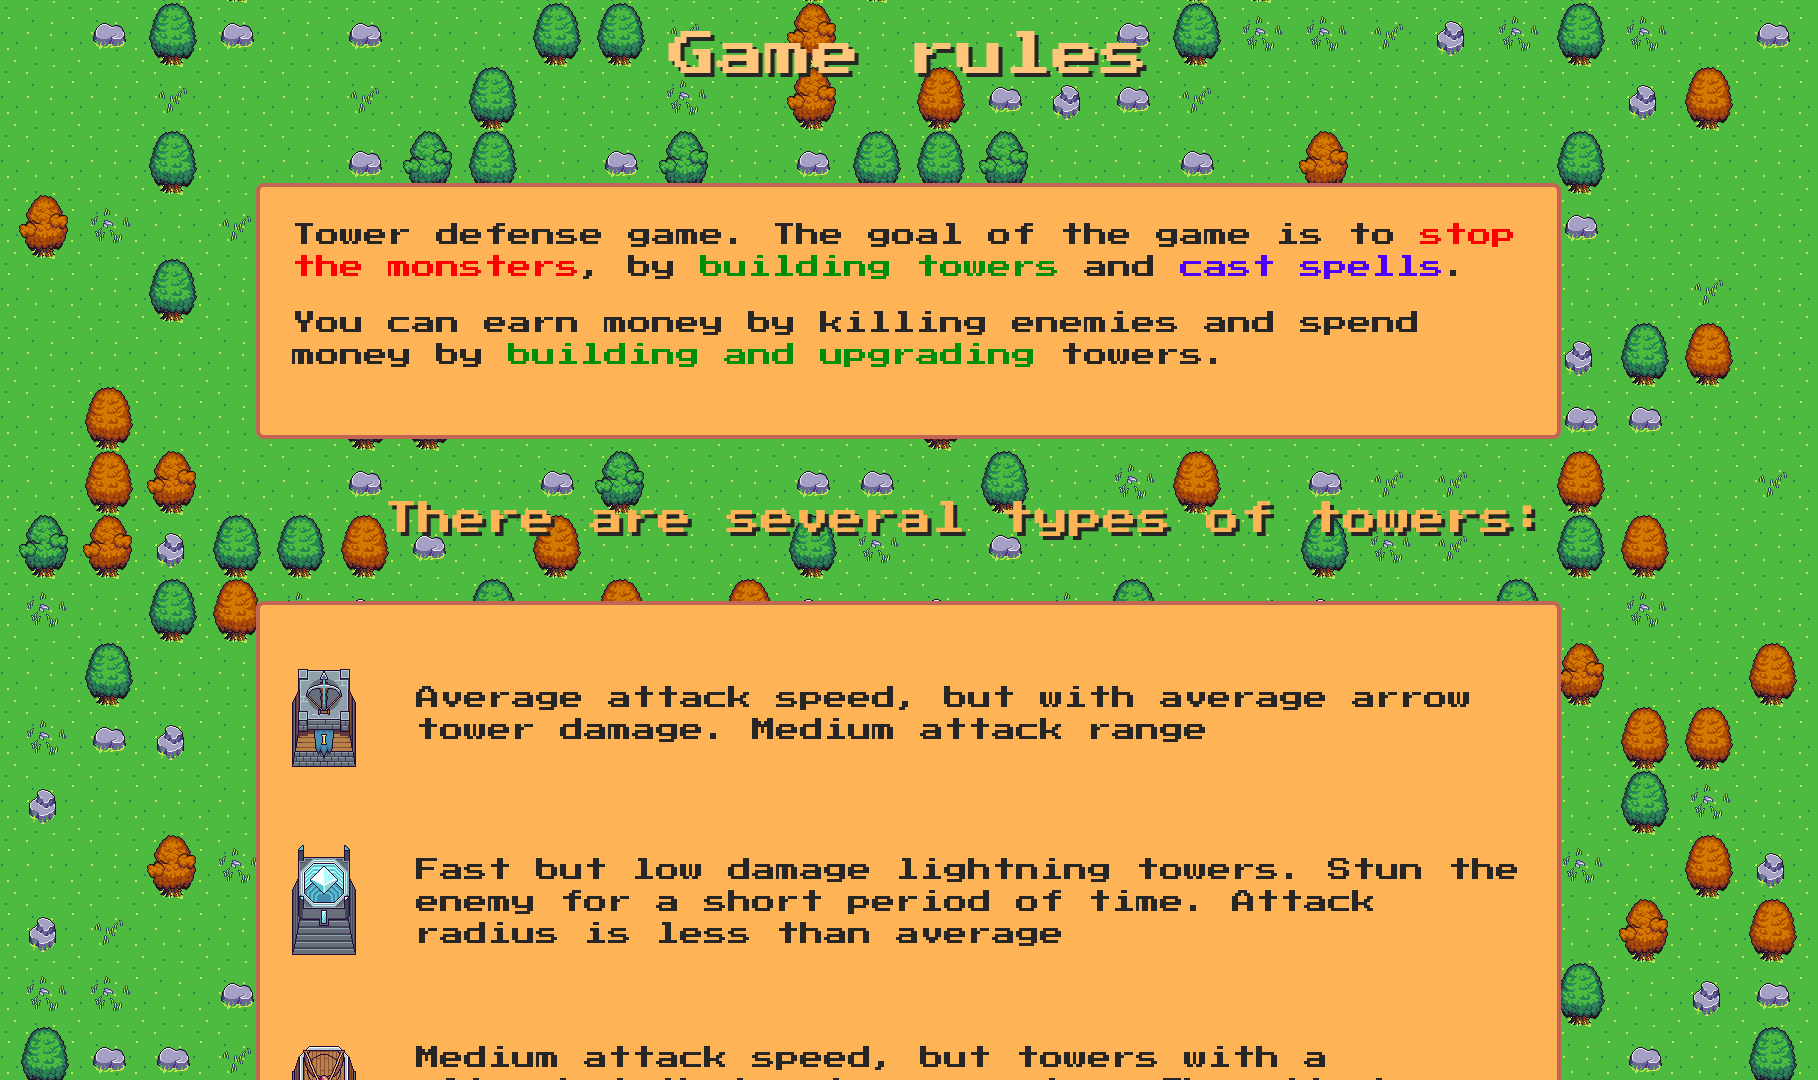 Game rules
Tower defense game. The goal of the game is to stop
the monsters, by building towers and cast spells.
You can earn money by killing enemies and spend
money by building and upgrading towers.
There are several types of towers:
Average attack speed, but with average arrow
tower damage. Medium attack range
I
Fast but low damage lightning towers. Stun the
enemy for a short period of time. Attack
radius is less than average
Medium attack speed, but towers with a